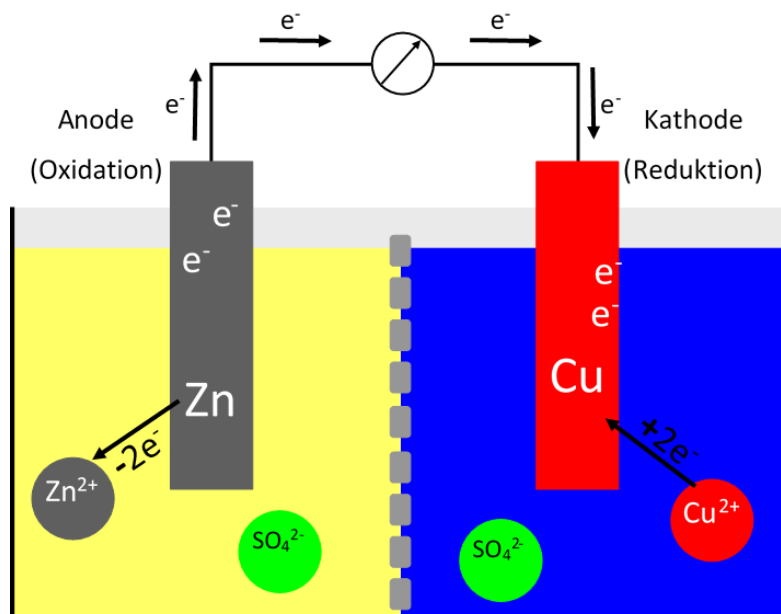 e⁻
e⁻
e⁻
e⁻
Anode
(Oxidation)
Kathode
(Reduktion)
e⁻
e⁻
e⁻
e⁻
Zn
Cu
-2e⁻
+2e⁻
Zn²⁺
Cu²⁺
SO₄²⁻
SO₄²⁻